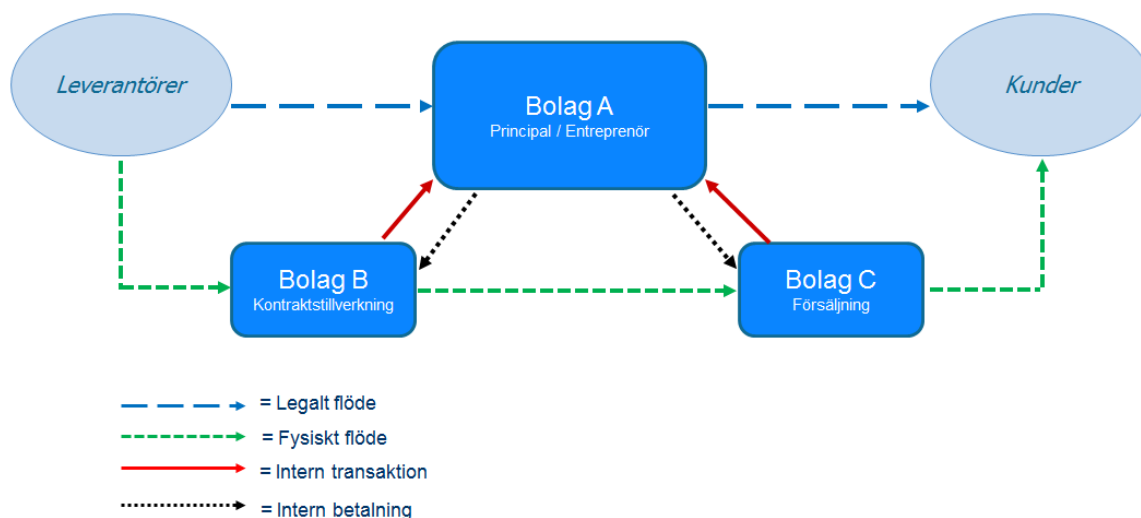 Leverantörer
Bolag A
Principal / Entreprenör
Kunder
Bolag B
Kontraktstillverkning
Bolag C
Försäljning
= Legalt flöde
= Fysiskt flöde
= Intern transaktion
= Intern betalning